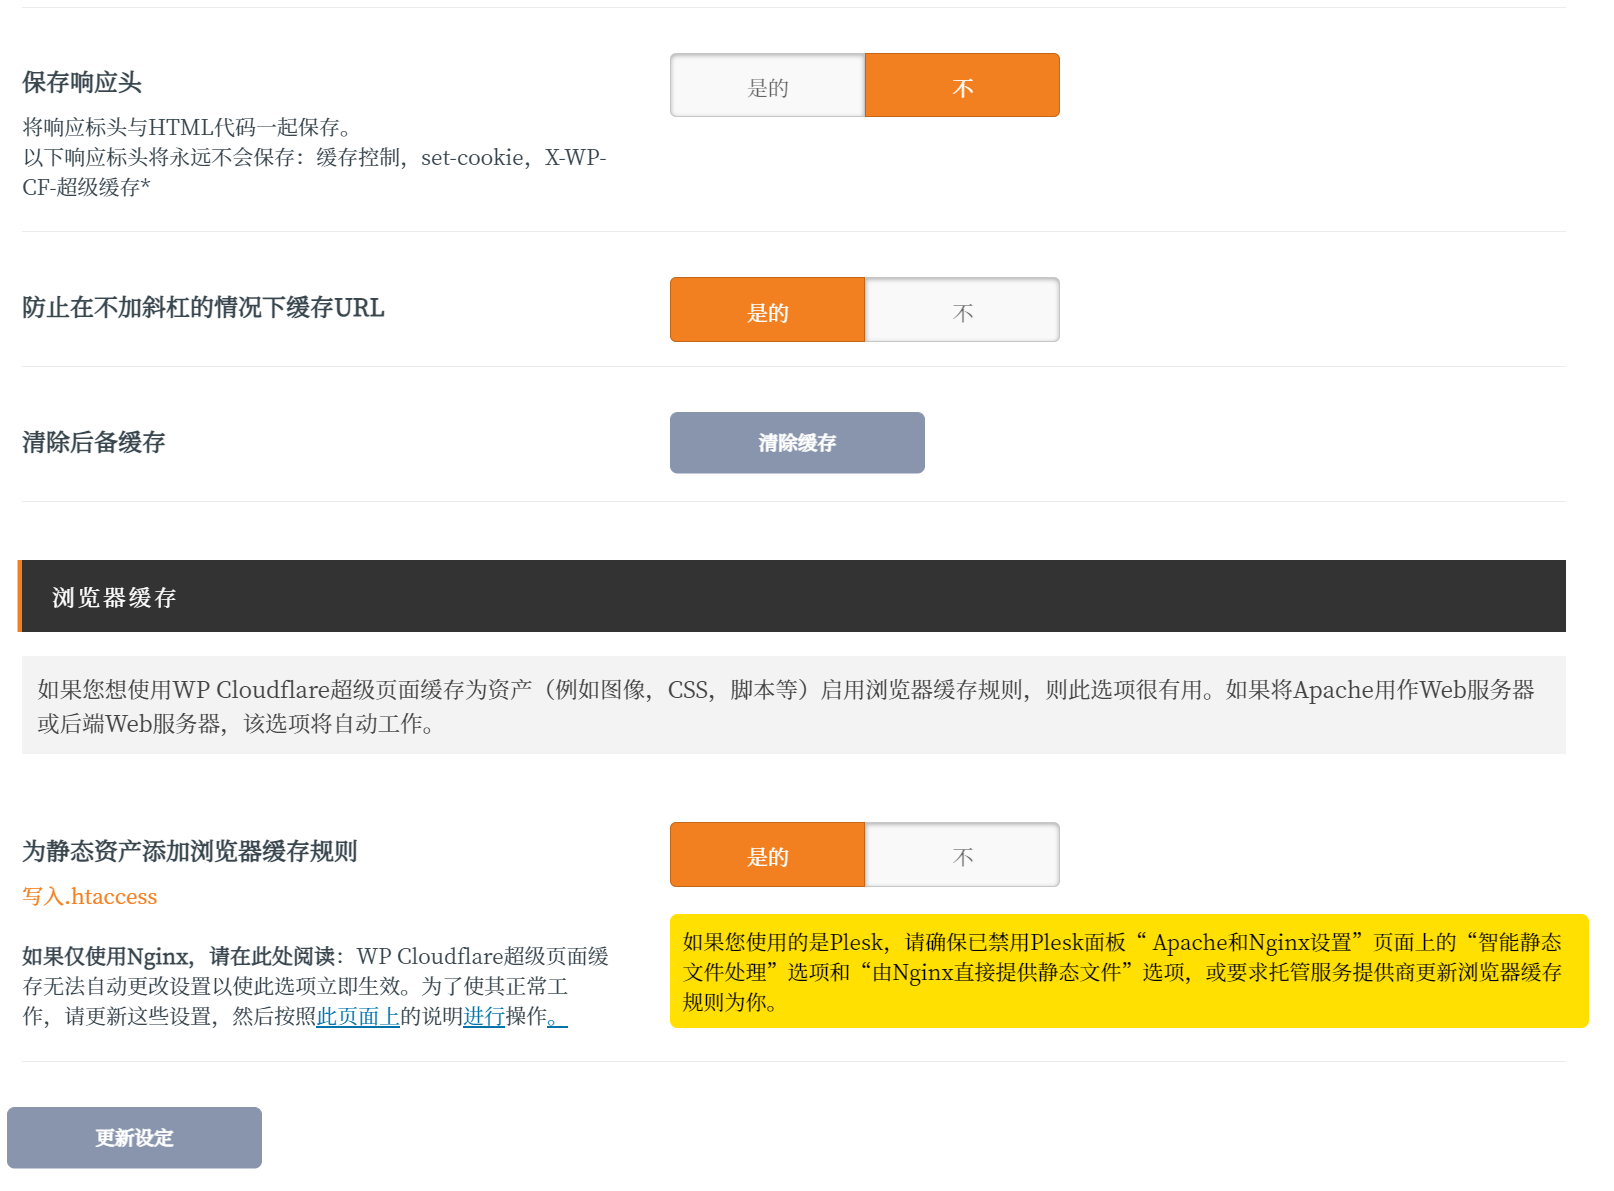 保存响应头
是的
不
将响应标头与HTML代码一起保存。
以下响应标头将永远不会保存：缓存控制，set-cookie，X-WP-
CF-超级缓存*
防止在不加斜杠的情况下缓存URL
是的
不
清除后备缓存
清除缓存
浏览器缓存
如果您想使用WP Cloudflare超级页面缓存为资产（例如图像，CSS，脚本等）启用浏览器缓存规则，则此选项很有用。如果将Apache用作Web服务器
或后端Web服务器，该选项将自动工作。
为静态资产添加浏览器缓存规则
是的
不
写入.htaccess
如果仅使用Nginx，请在此处阅读：WP Cloudflare超级页面缓
存无法自动更改设置以使此选项立即生效。为了使其正常工
作，请更新这些设置，然后按照此页面上的说明进行操作。
如果您使用的是Plesk，请确保已禁用Plesk面板“ Apache和Nginx设置”页面上的“智能静态
文件处理”选项和“由Nginx直接提供静态文件”选项，或要求托管服务提供商更新浏览器缓存
规则为你。
更新设定